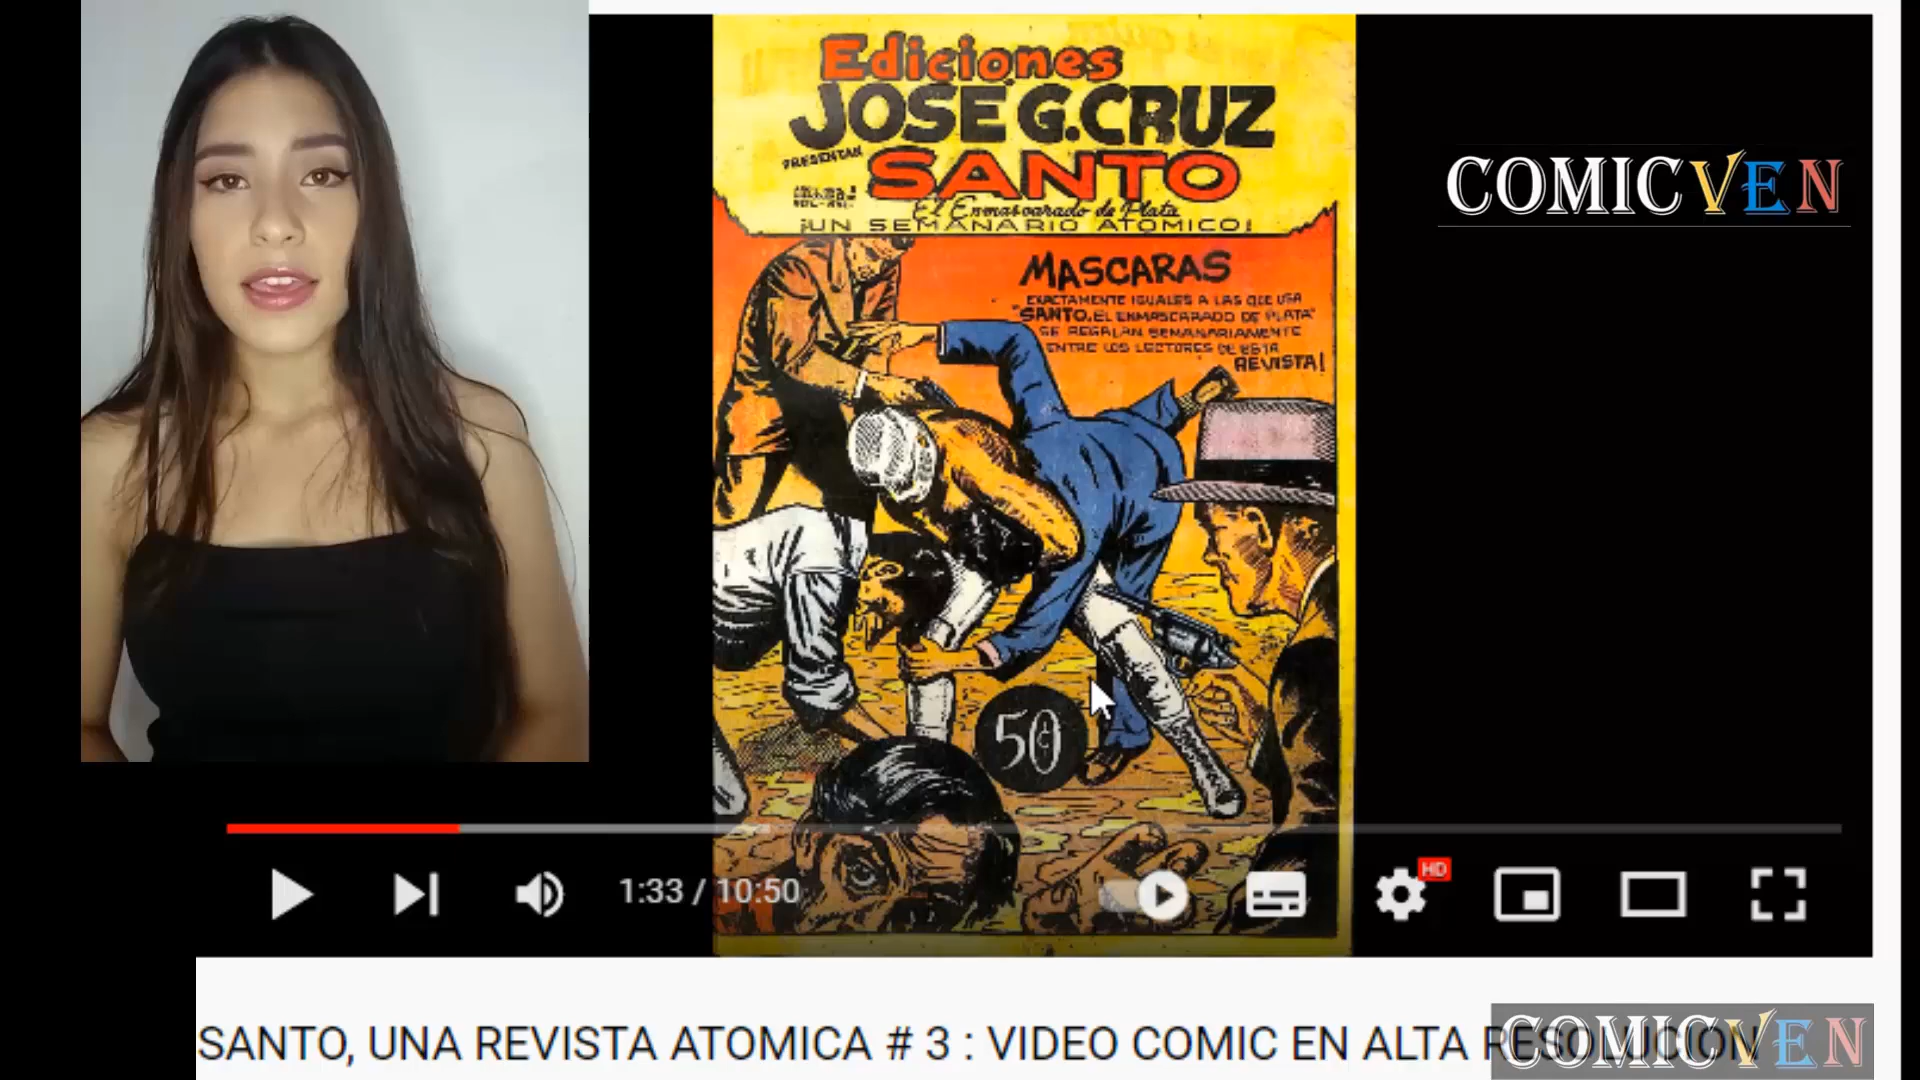 Ediciones
JOSE G. CRUZ
PRESENTAN
SANTO
El Enmascarado de Plata
¡UN SEMANARIO ATOMICO!
MASCARAS
EXACTAMENTE IGUALES A LAS QUE USA
"SANTO, EL ENMASCARADO DE PLATA"
SE REGALAN SEMANARIAMENTE
ENTRE LOS LECTORES DE ESTA
REVISTA!
50¢
COMICVEN
1:33 / 10:50
HD
SANTO, UNA REVISTA ATOMICA # 3 : VIDEO COMIC EN ALTA RESOLUCION
COMICVEN